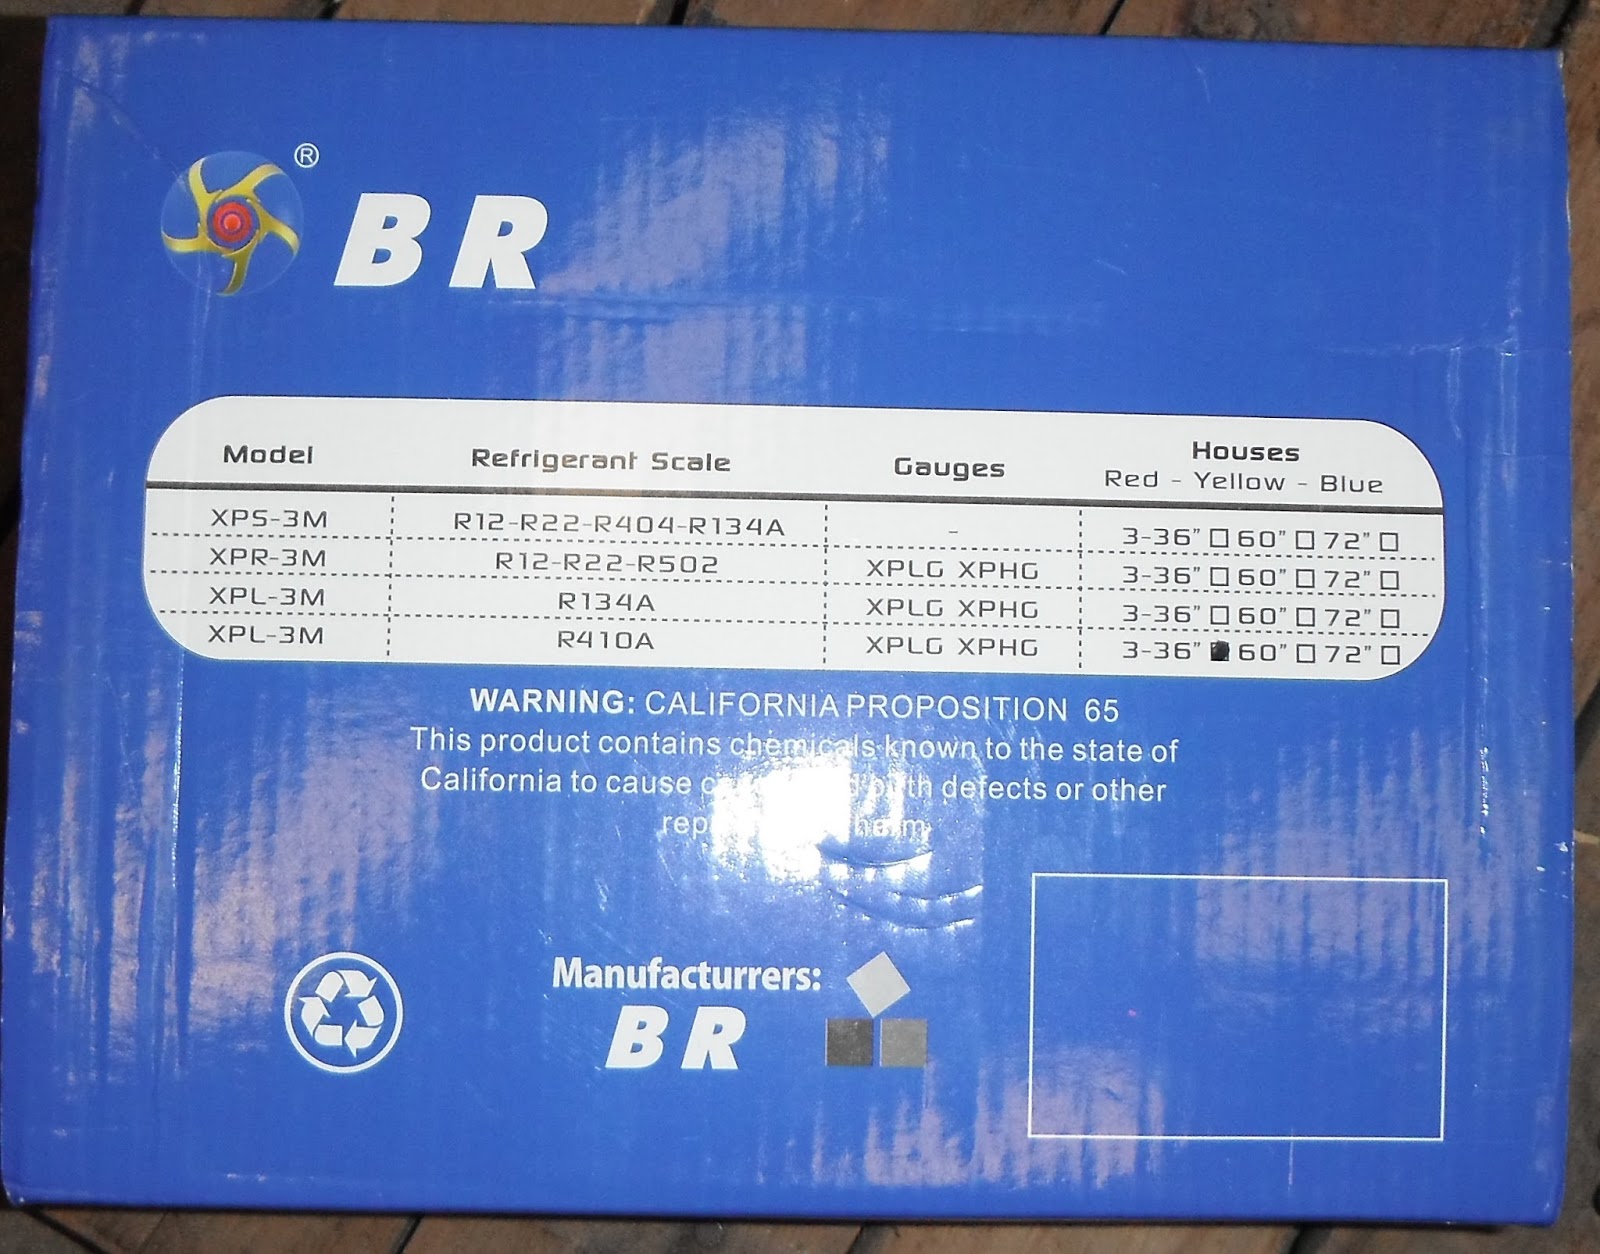 ®
BR
Model Refrigerant Scale Gauges Houses
Red - Yellow - Blue
XPS-3M R12-R22-R404-R134A - 3-36" 60" 72"
XPR-3M R12-R22-R502 XPLG XPHG 3-36" 60" 72"
XPL-3M R134A XPLG XPHG 3-36" 60" 72"
XPL-3M R410A XPLG XPHG 3-36" 60" 72"
WARNING: CALIFORNIA PROPOSITION 65
This product contains chemicals known to the state of
California to cause birth defects or other
harm
Manufacturrers:
BR